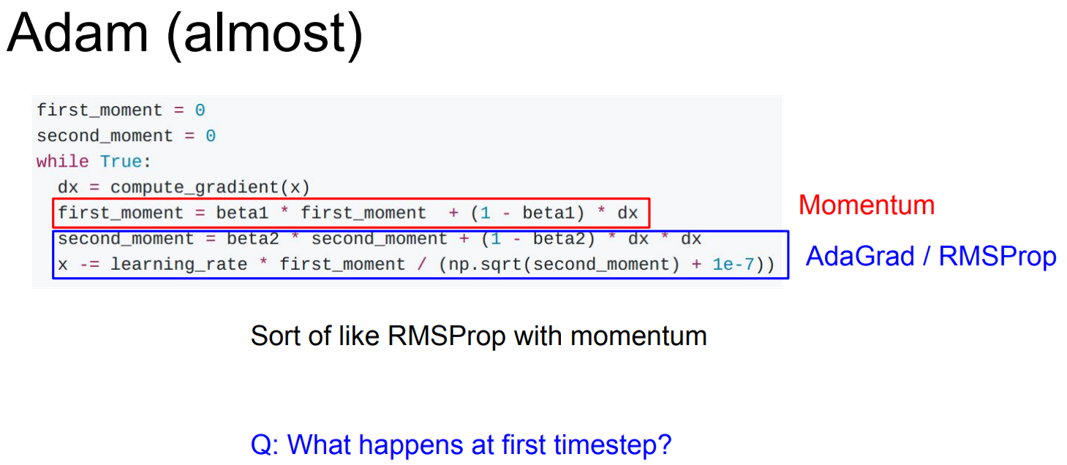 Adam (almost)
first_moment = 0
second_moment = 0
while True:
  dx = compute_gradient(x)
  first_moment = beta1 * first_moment  + (1 - beta1) * dx
Momentum
  second_moment = beta2 * second_moment + (1 - beta2) * dx * dx
  x -= learning_rate * first_moment / (np.sqrt(second_moment) + 1e-7))
AdaGrad / RMSProp
Sort of like RMSProp with momentum
Q: What happens at first timestep?